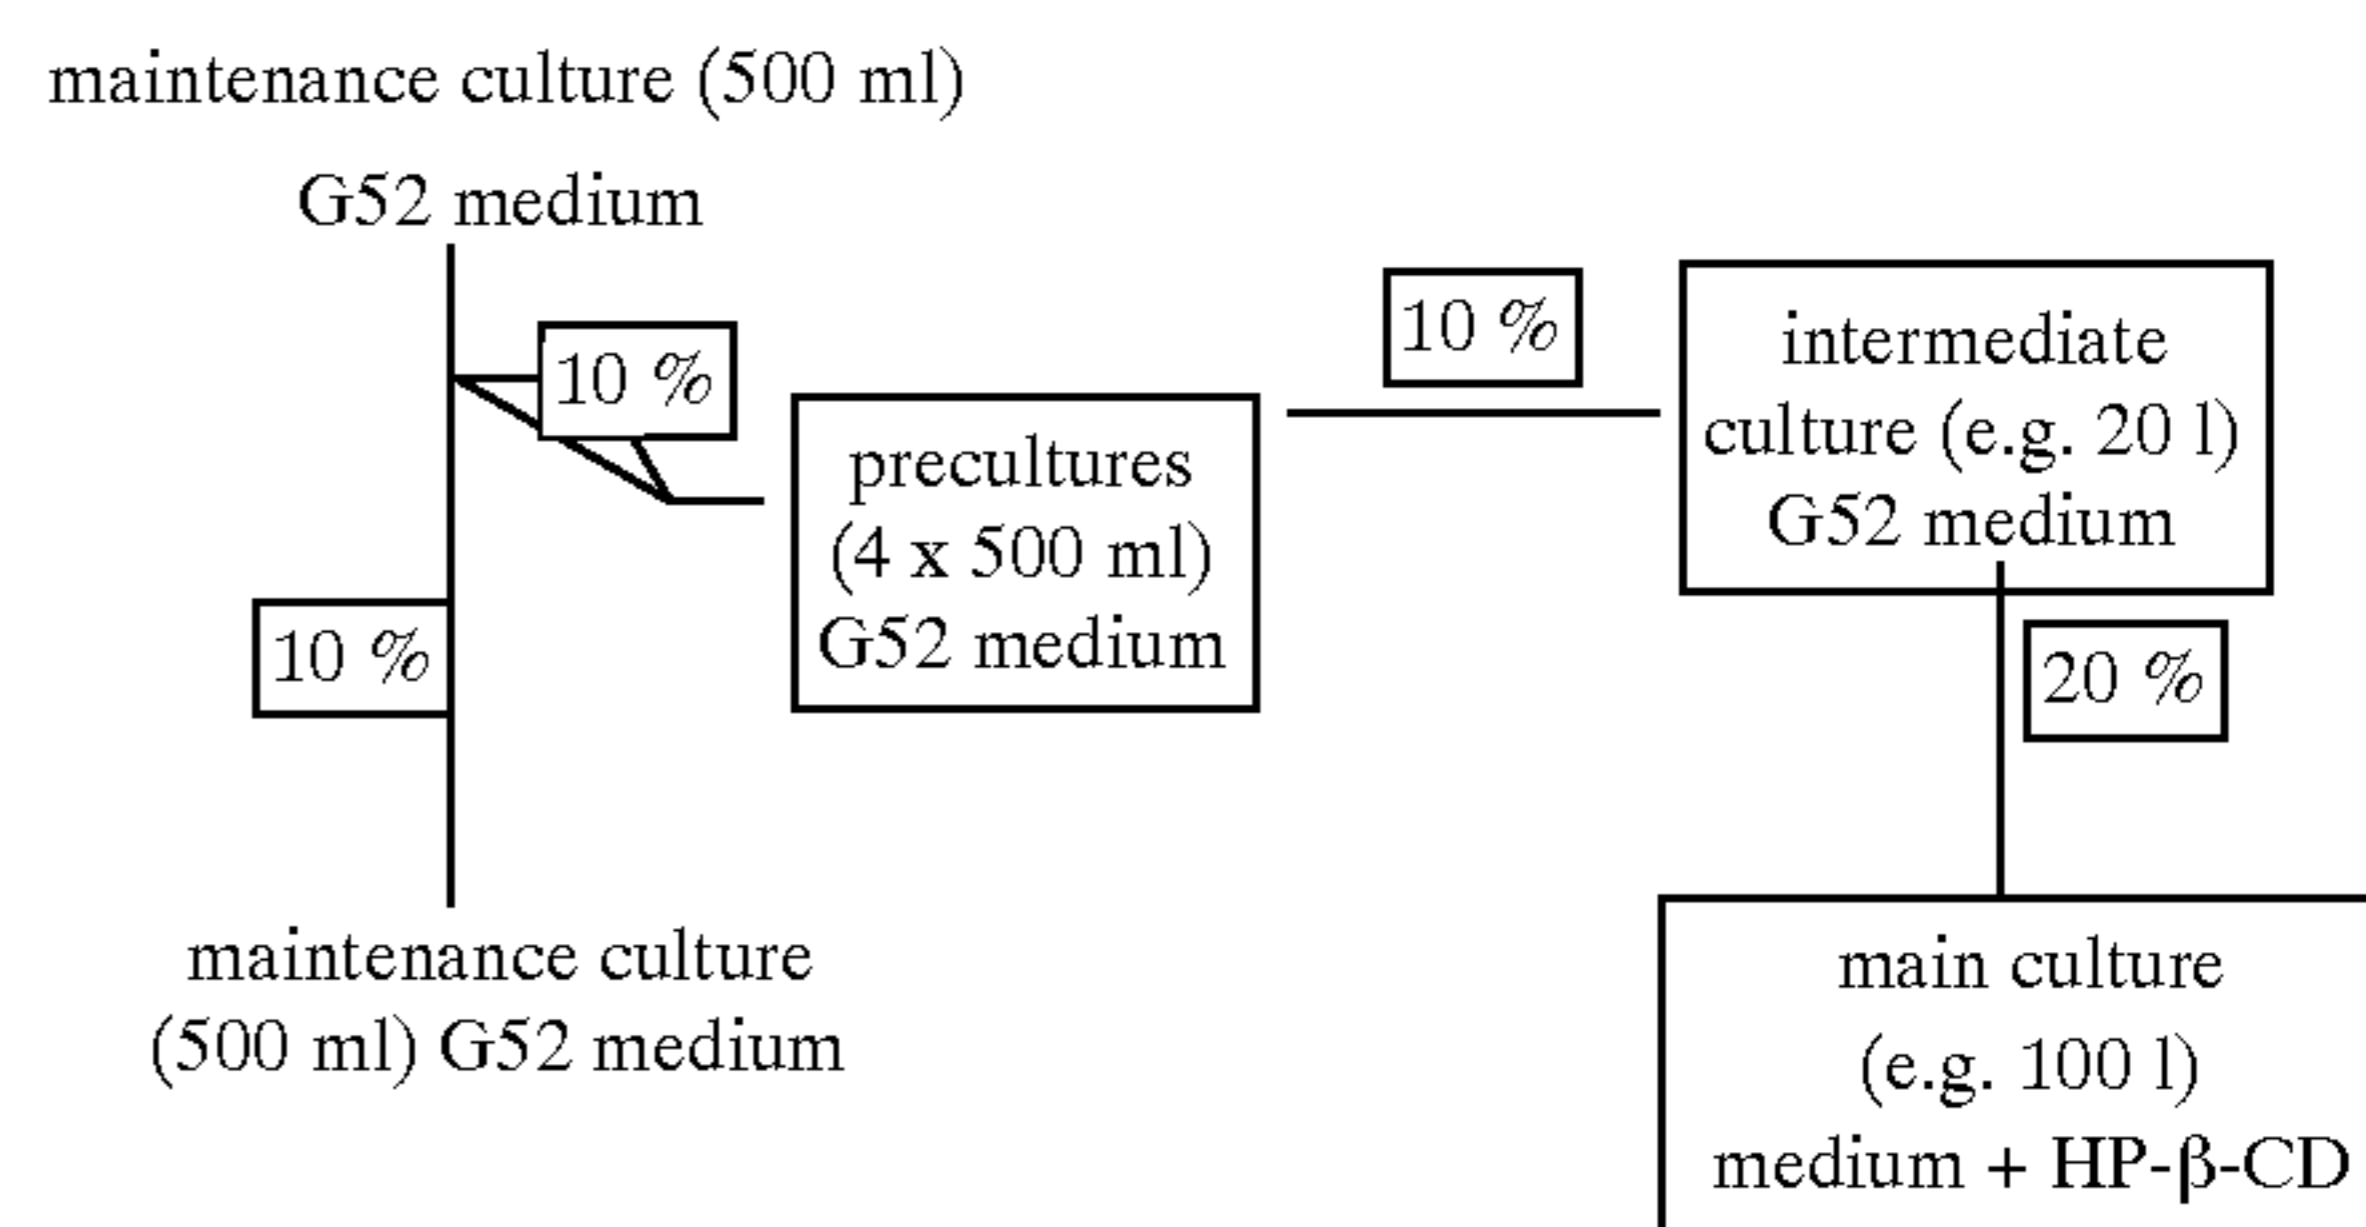 maintenance culture (500 ml)
G52 medium
10 %
precultures
(4 x 500 ml)
G52 medium
10 %
intermediate
culture (e.g. 20 l)
G52 medium
10 %
maintenance culture
(500 ml) G52 medium
20 %
main culture
(e.g. 100 l)
medium + HP-β-CD